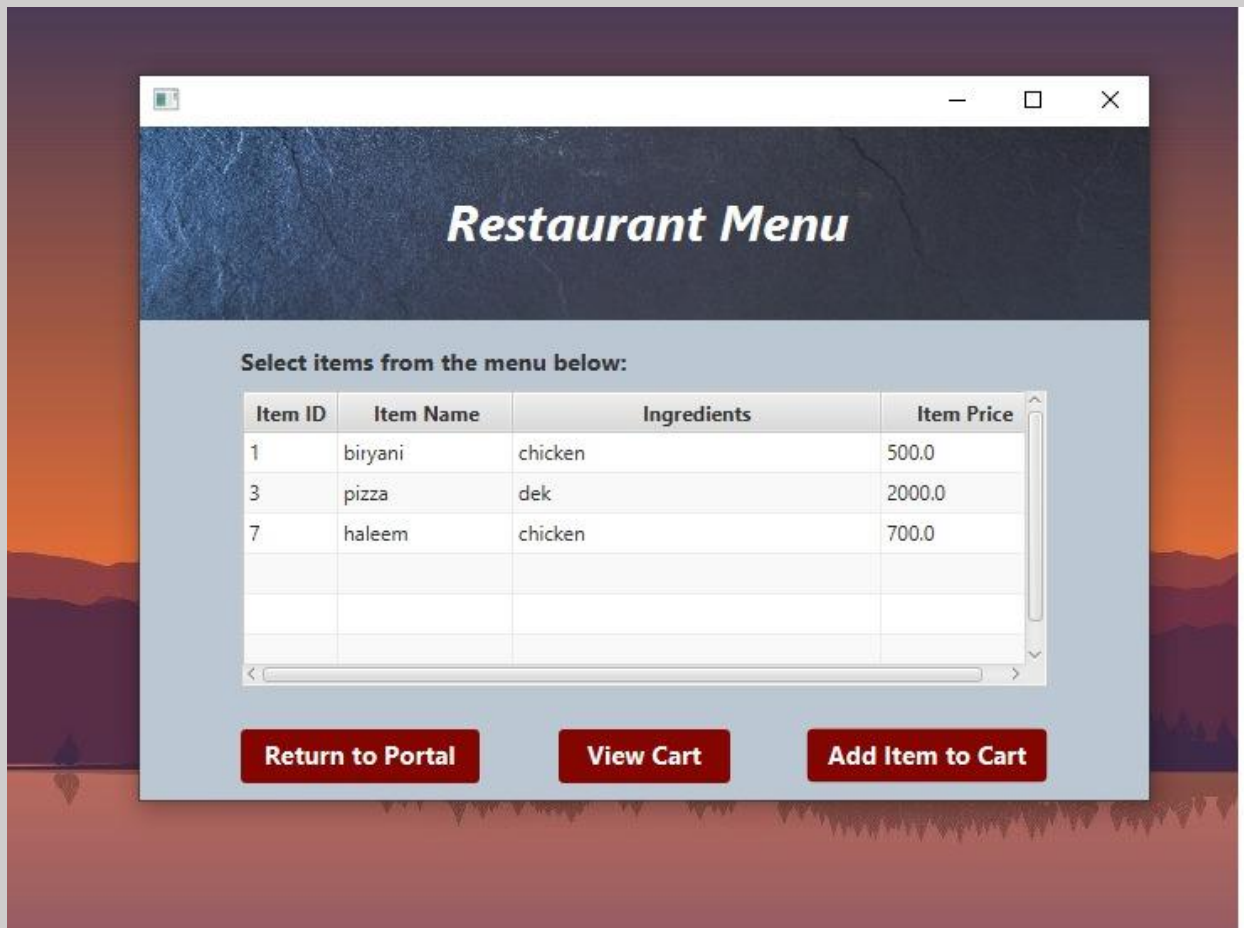 Restaurant Menu
Select items from the menu below:
Item ID Item Name Ingredients Item Price
1 biryani chicken 500.0
3 pizza dek 2000.0
7 haleem chicken 700.0
Return to Portal View Cart Add Item to Cart